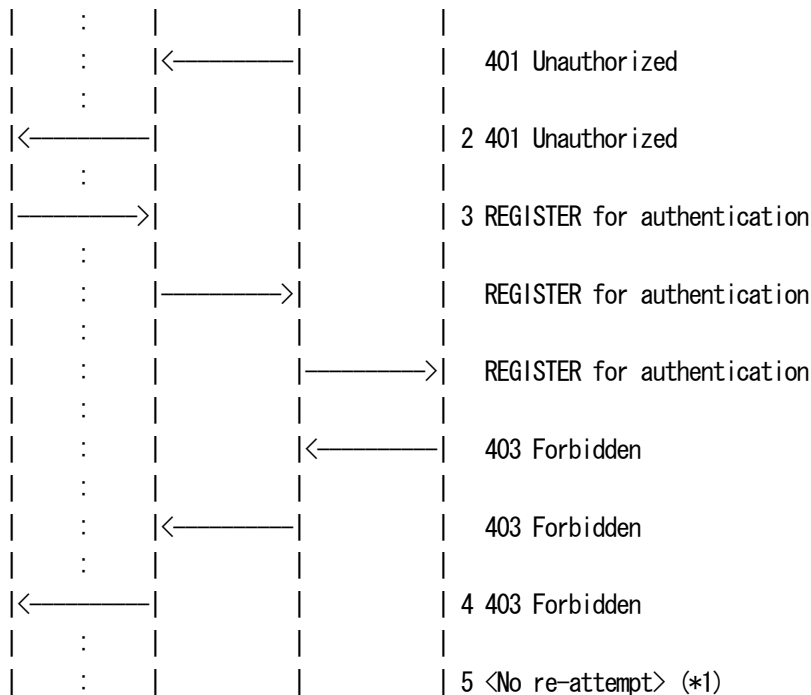 |     :     |           |           |
|     :     |<----------|           |   401 Unauthorized
|     :     |           |           |
|<----------|           |           | 2 401 Unauthorized
|     :     |           |           |
|---------->|           |           | 3 REGISTER for authentication
|     :     |           |           |
|     :     |---------->|           |   REGISTER for authentication
|     :     |           |           |
|     :     |           |---------->|   REGISTER for authentication
|     :     |           |           |
|     :     |           |<----------|   403 Forbidden
|     :     |           |           |
|     :     |<----------|           |   403 Forbidden
|     :     |           |           |
|<----------|           |           | 4 403 Forbidden
|     :     |           |           |
|     :     |           |           | 5 <No re-attempt> (*1)